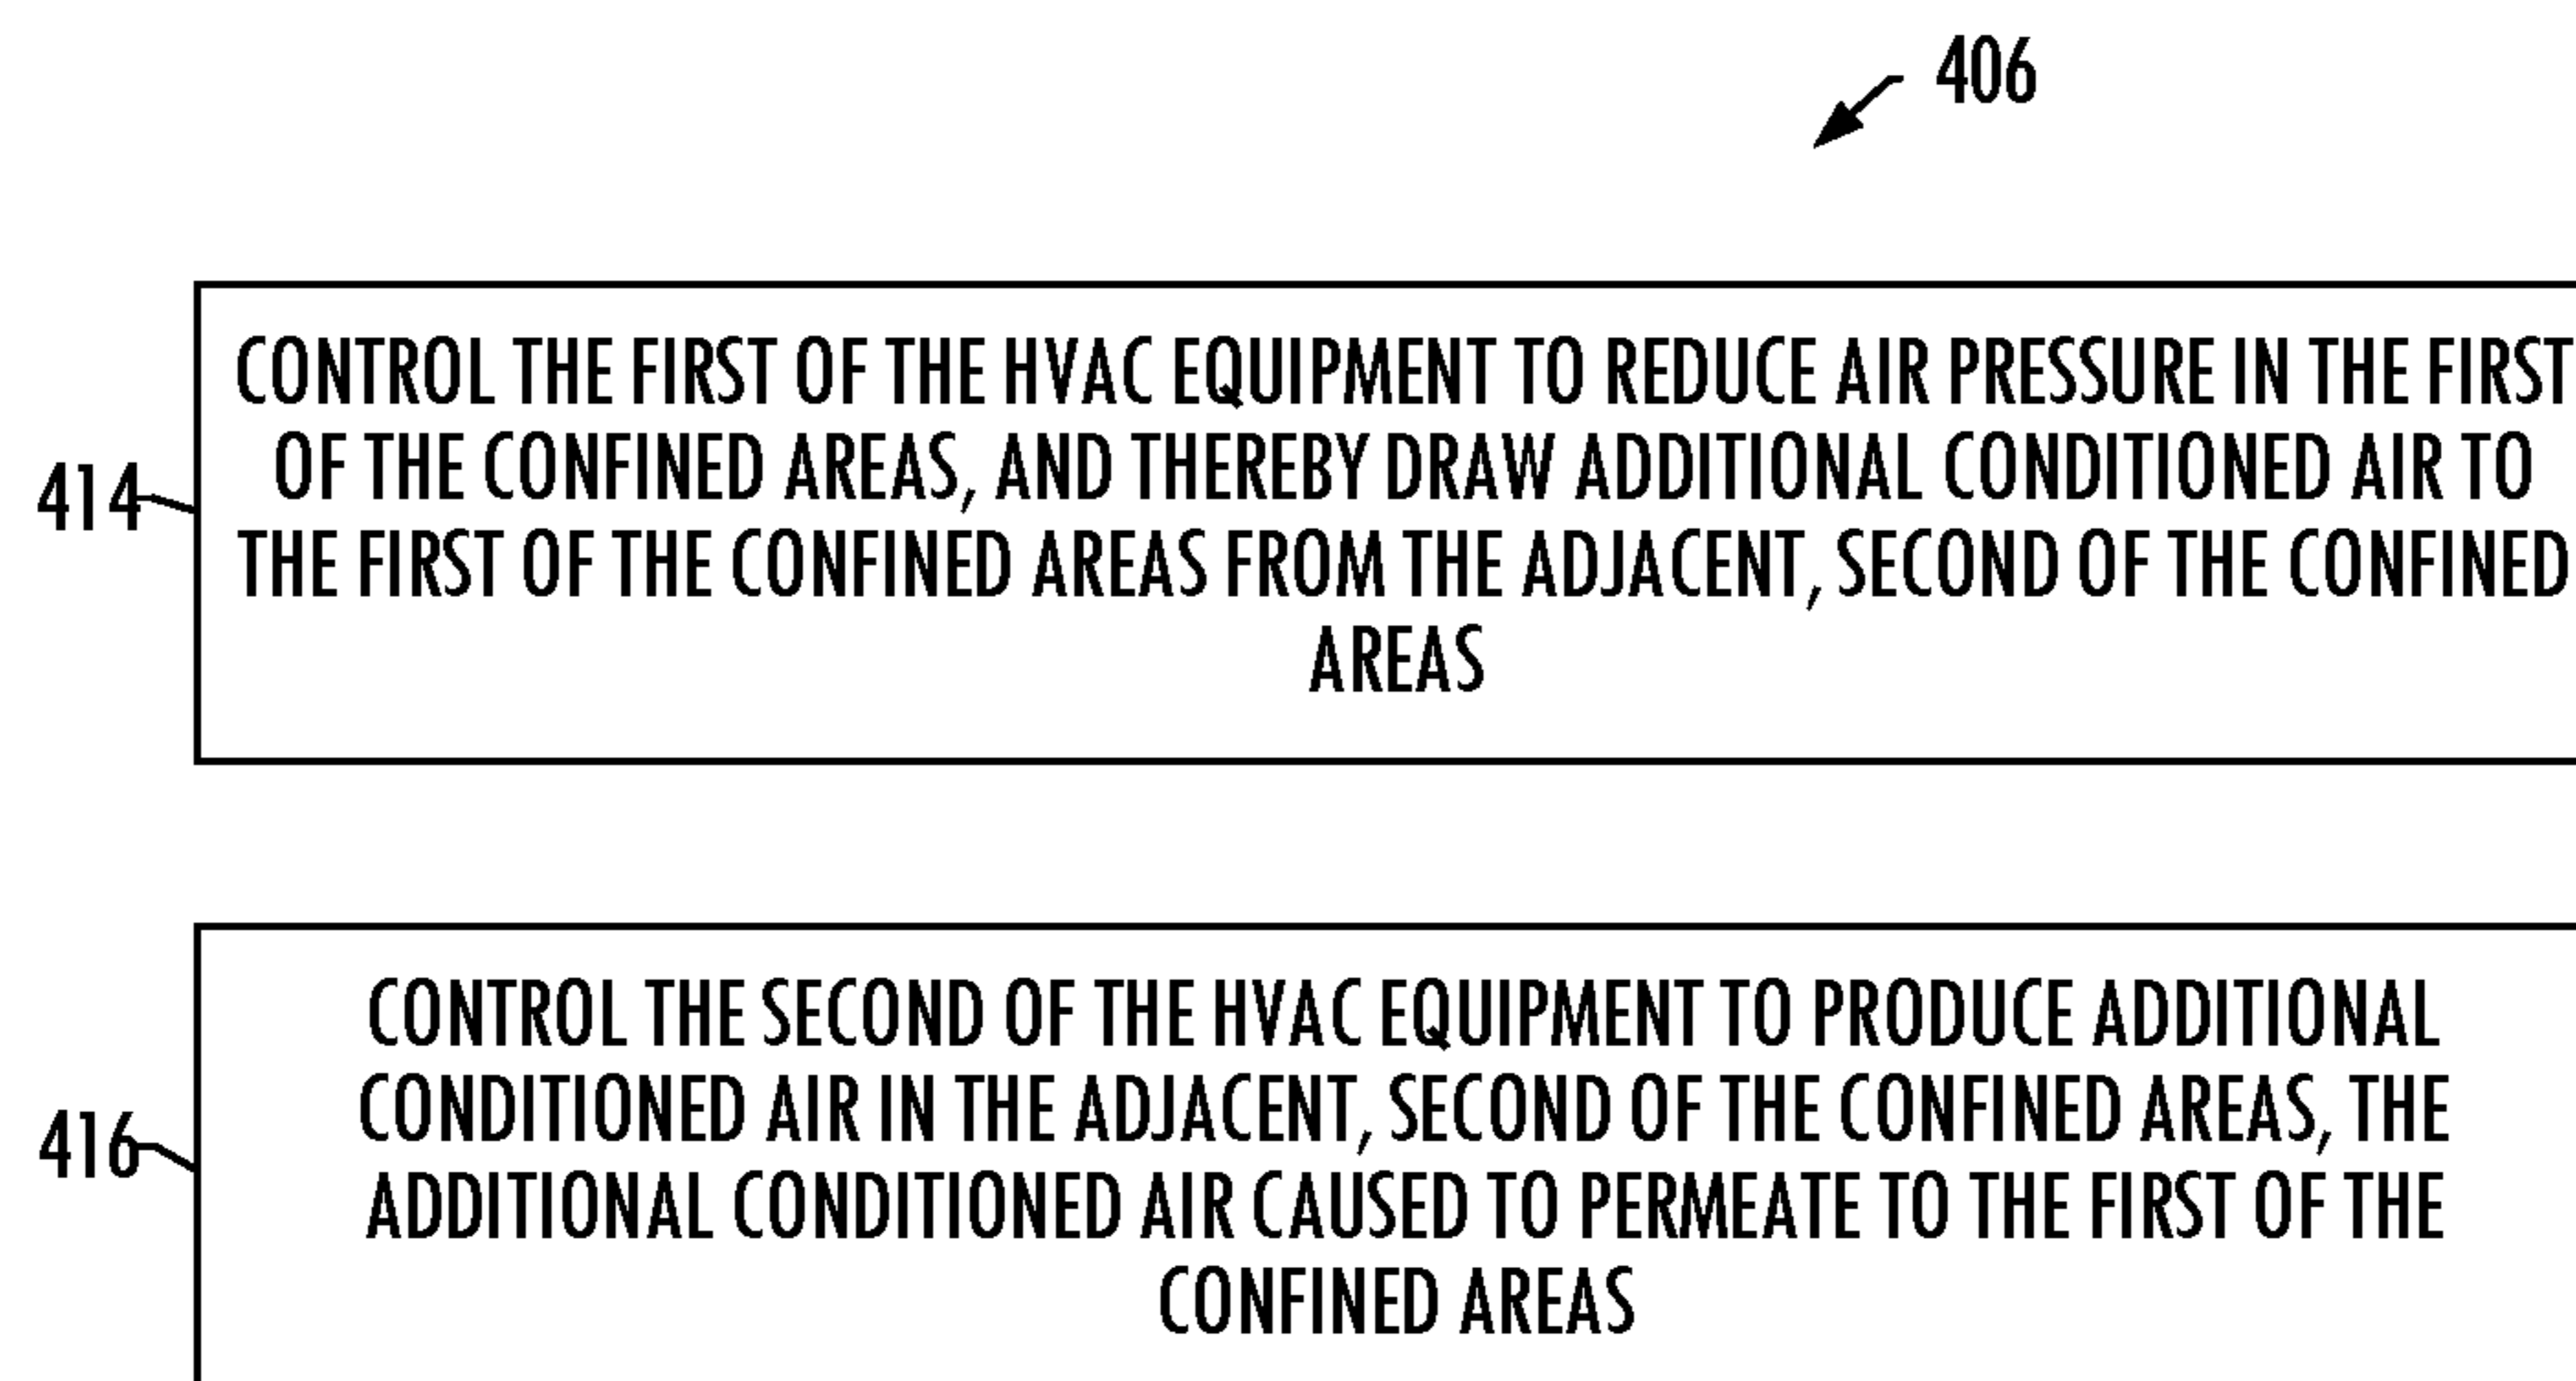 406
CONTROL THE FIRST OF THE HVAC EQUIPMENT TO REDUCE AIR PRESSURE IN THE FIRST
OF THE CONFINED AREAS, AND THEREBY DRAW ADDITIONAL CONDITIONED AIR TO
414
THE FIRST OF THE CONFINED AREAS FROM THE ADJACENT, SECOND OF THE CONFINED
AREAS
CONTROL THE SECOND OF THE HVAC EQUIPMENT TO PRODUCE ADDITIONAL
CONDITIONED AIR IN THE ADJACENT, SECOND OF THE CONFINED AREAS, THE
416
ADDITIONAL CONDITIONED AIR CAUSED TO PERMEATE TO THE FIRST OF THE
CONFINED AREAS